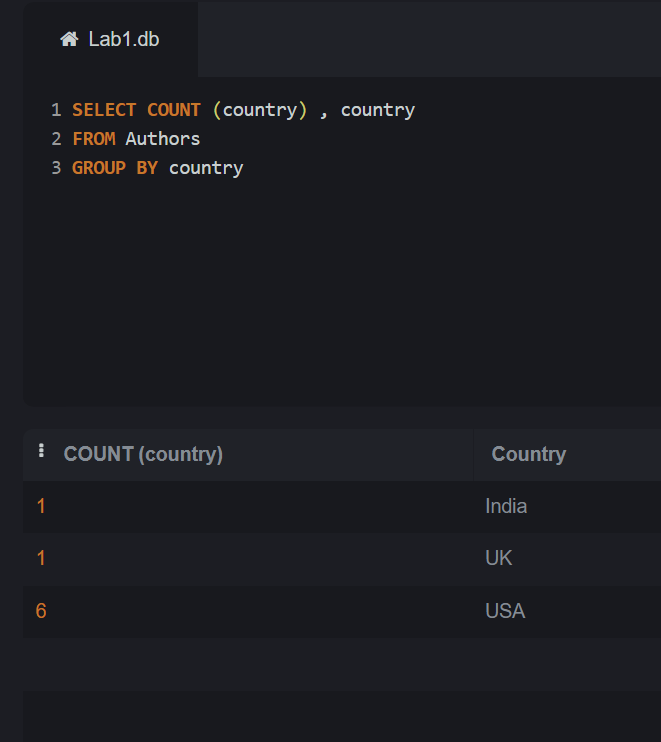 Lab1.db
1 SELECT COUNT (country) , country
2 FROM Authors
3 GROUP BY country
COUNT (country) Country
1 India
1 UK
6 USA